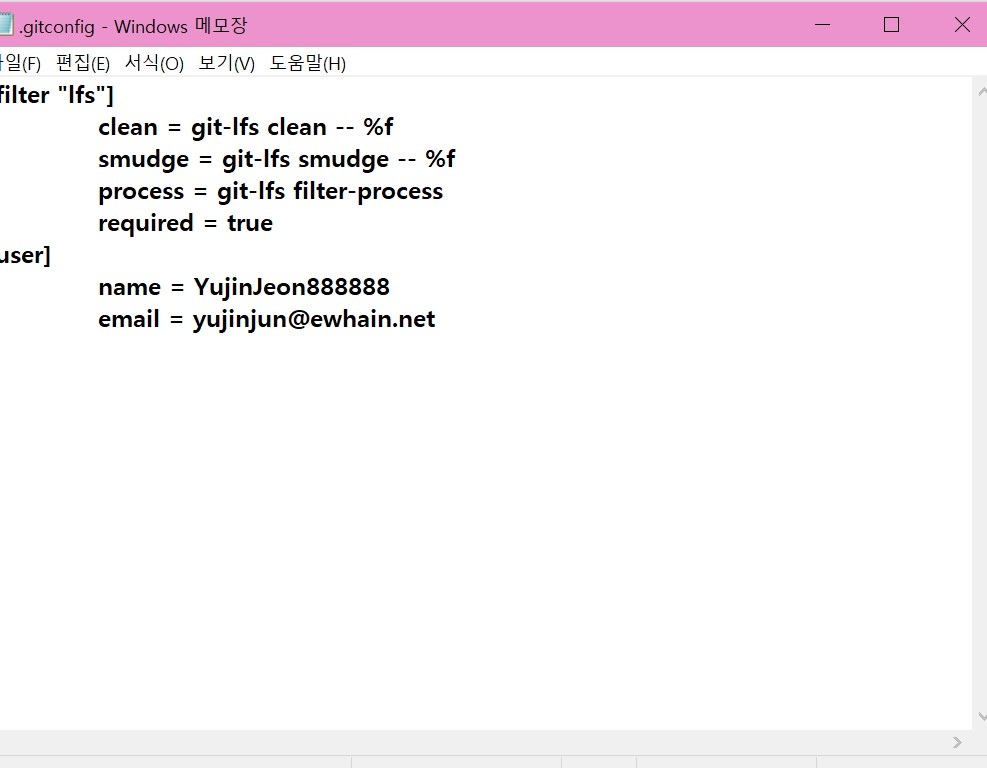 .gitconfig - Windows 메모장
일(F) 편집(E) 서식(O) 보기(V) 도움말(H)
filter "lfs"]
clean = git-lfs clean -- %f
smudge = git-lfs smudge -- %f
process = git-lfs filter-process
required = true
user]
name = YujinJeon888888
email = yujinjun@ewhain.net